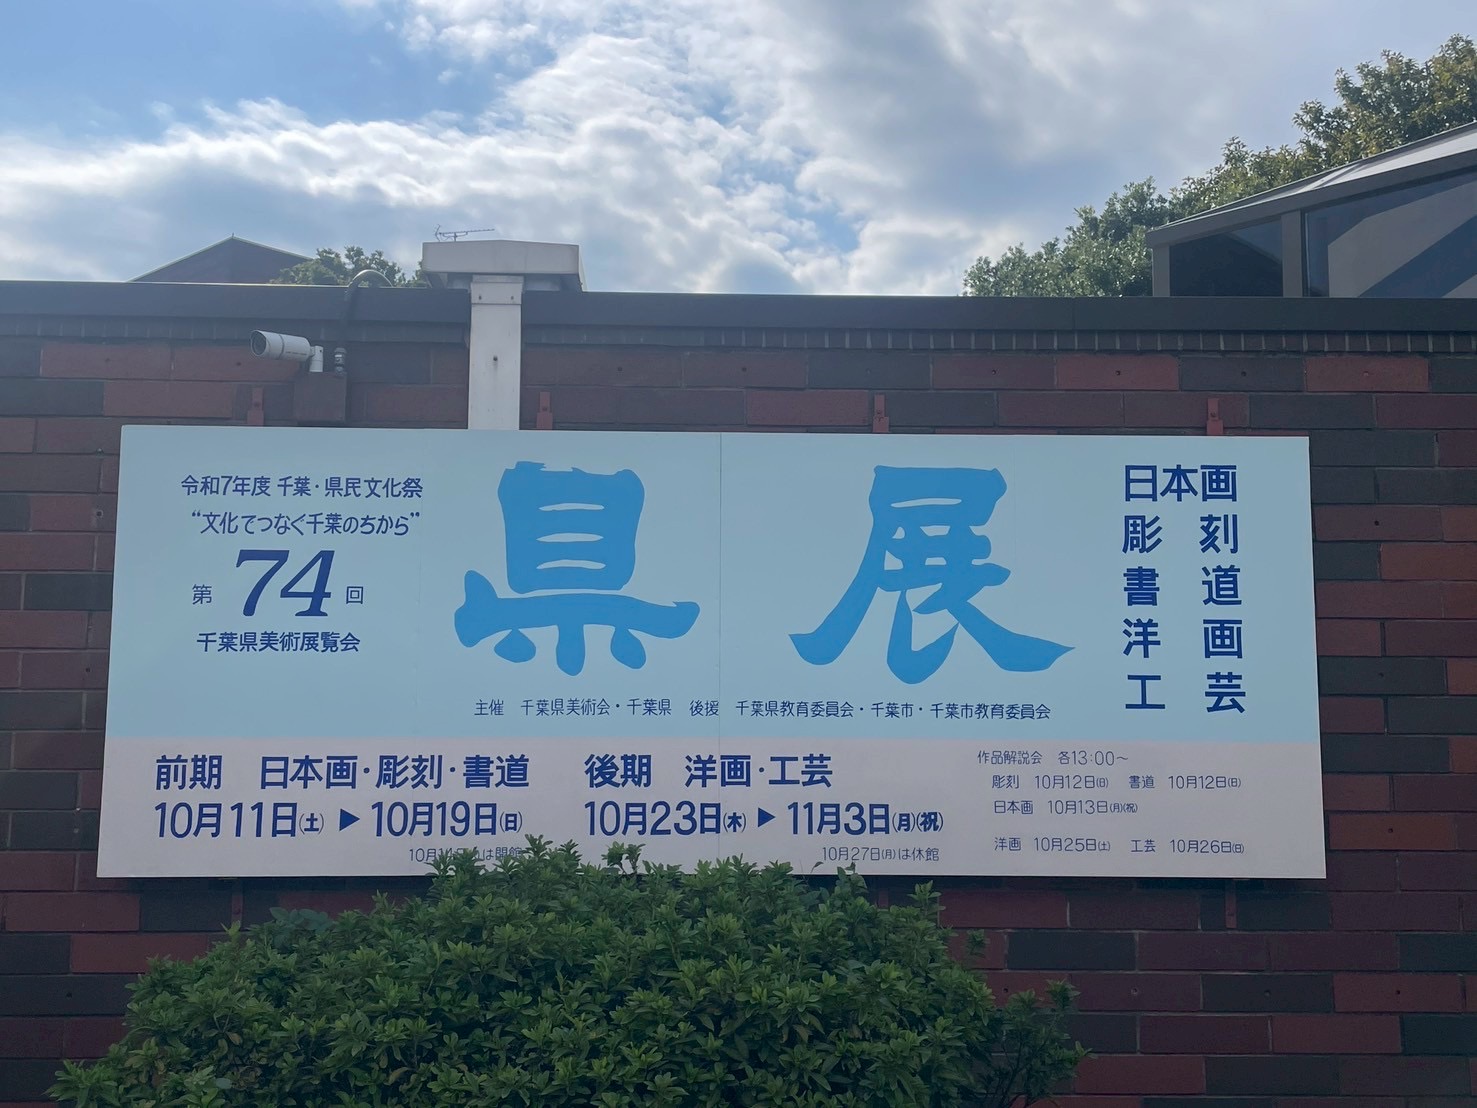 令和7年度 千葉・県民文化祭
“文化でつなぐ千葉のちから”
第 74 回
千葉県美術展覧会
県展
主催 千葉県美術会・千葉県 後援 千葉県教育委員会・千葉市・千葉市教育委員会
日本画
彫刻
書道
洋画
工芸
前期 日本画・彫刻・書道
10月11日(土)▶10月19日(日)
10月
後期 洋画・工芸
10月23日(木)▶11月3日(月)(祝)
10月27日(月)は休館
作品解説会 各13:00〜
彫刻 10月12日(日) 書道 10月12日(日)
日本画 10月13日(月)(祝)
洋画 10月25日(土) 工芸 10月26日(日)